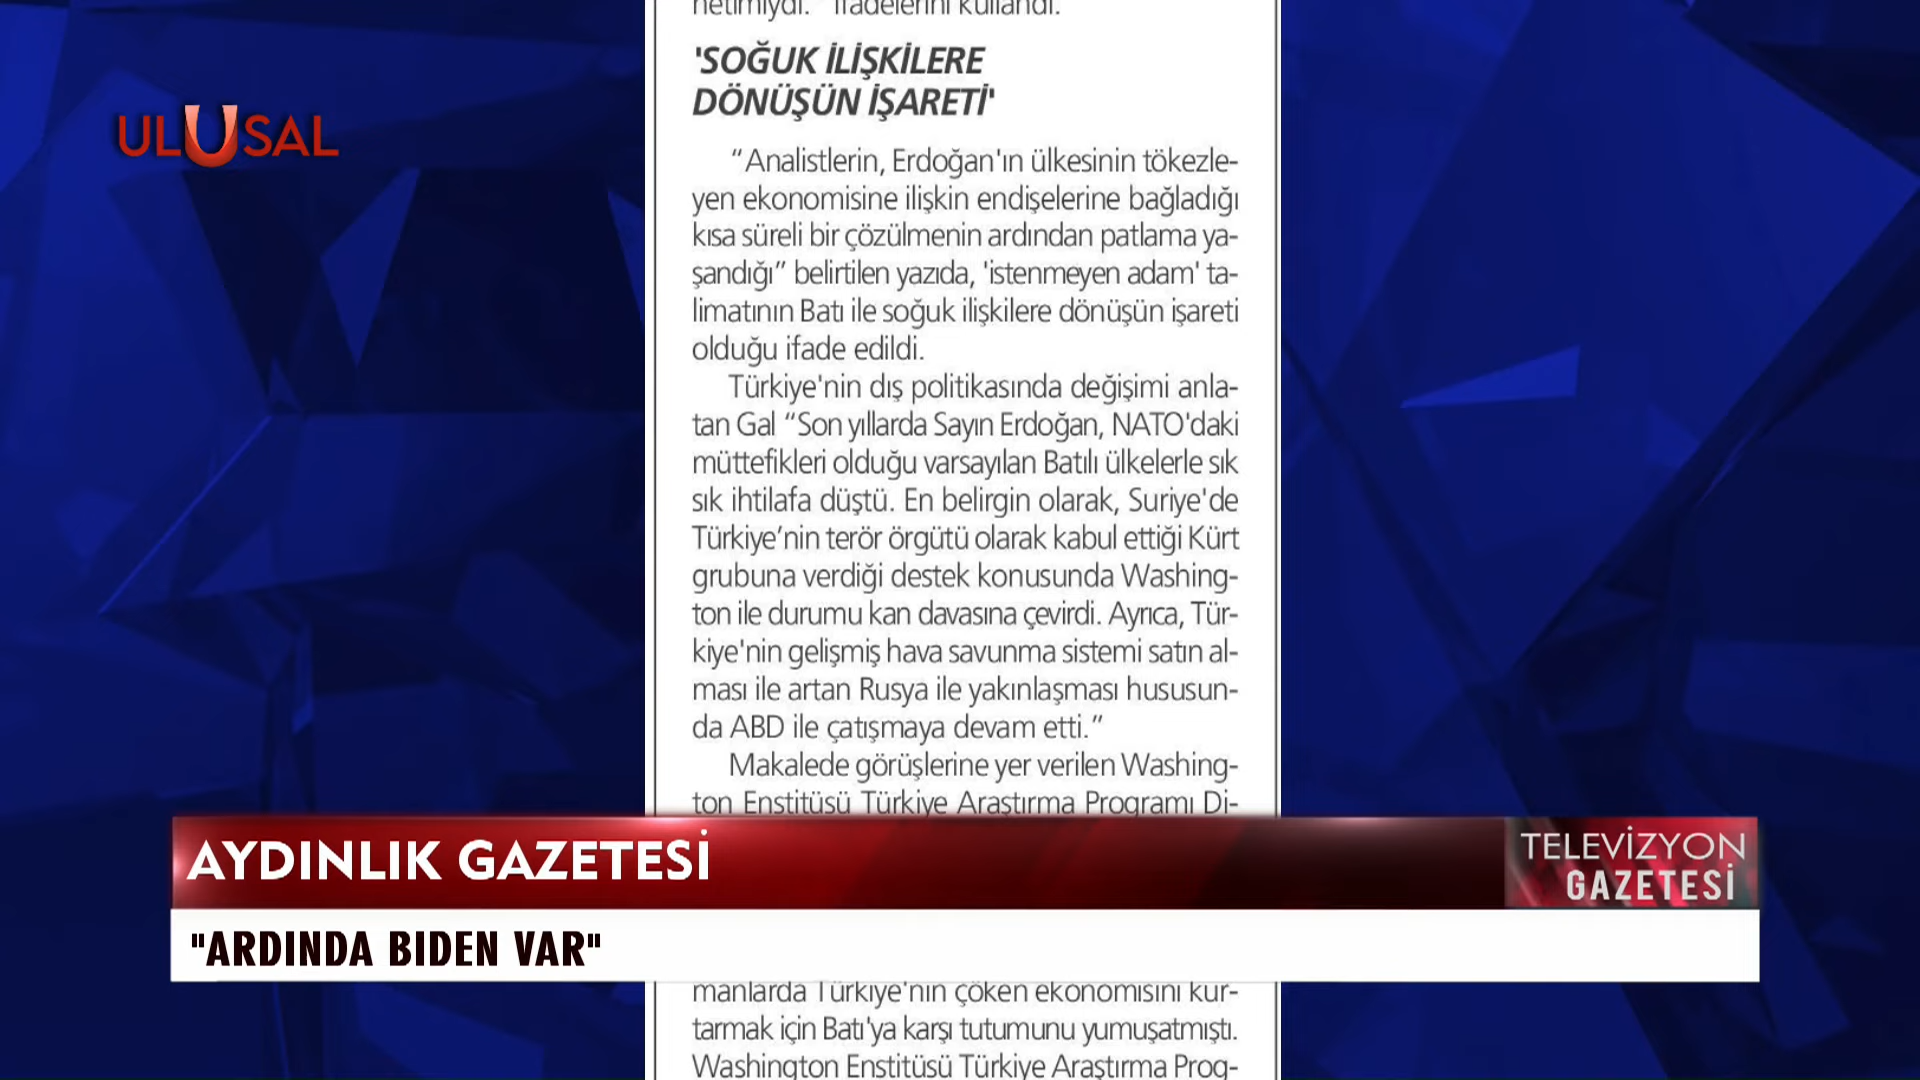 netimiydi." ifadelerini kullandı.
'SOĞUK İLİŞKİLERE
DÖNÜŞÜN İŞARETİ'
ULUSAL
“Analistlerin, Erdoğan'ın ülkesinin tökezle-
yen ekonomisine ilişkin endişelerine bağladığı
kısa süreli bir çözülmenin ardından patlama ya-
şandığı” belirtilen yazıda, 'istenmeyen adam' ta-
limatının Batı ile soğuk ilişkilere dönüşün işareti
olduğu ifade edildi.
Türkiye'nin dış politikasında değişimi anla-
tan Gal “Son yıllarda Sayın Erdoğan, NATO'daki
müttefikleri olduğu varsayılan Batılı ülkelerle sık
sık ihtilafa düştü. En belirgin olarak, Suriye'de
Türkiye’nin terör örgütü olarak kabul ettiği Kürt
grubuna verdiği destek konusunda Washing-
ton ile durumu kan davasına çevirdi. Ayrıca, Tür-
kiye'nin gelişmiş hava savunma sistemi satın al-
ması ile artan Rusya ile yakınlaşması hususun-
da ABD ile çatışmaya devam etti.”
Makalede görüşlerine yer verilen Washing-
ton Enstitüsü Türkiye Araştırma Programı Di-
AYDINLIK GAZETESİ
TELEVİZYON
GAZETESİ
"ARDINDA BIDEN VAR"
manlarda Türkiye'nin çöken ekonomisini kur-
tarmak için Batı'ya karşı tutumunu yumuşatmıştı.
Washington Enstitüsü Türkiye Araştırma Prog-